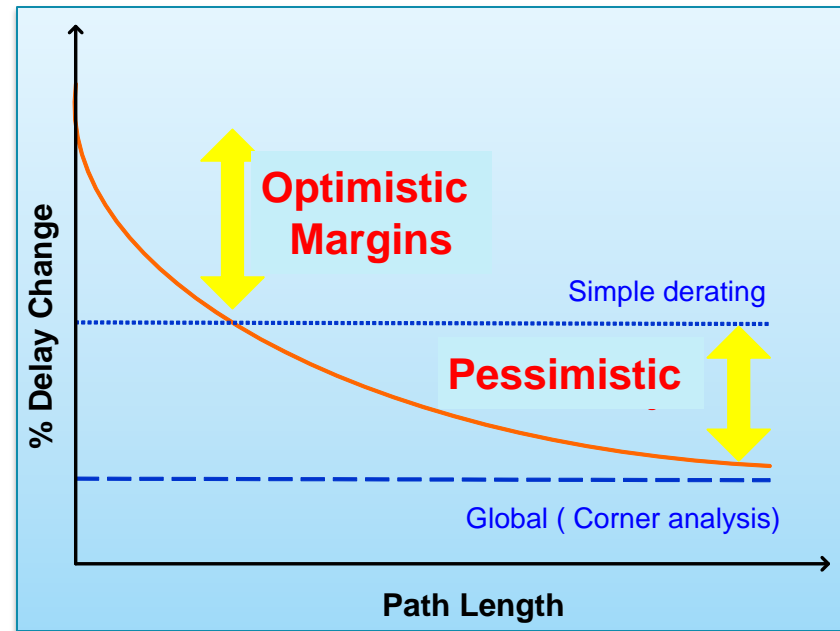 Optimistic
Margins
Simple derating
Pessimistic
Global ( Corner analysis)
% Delay Change
Path Length